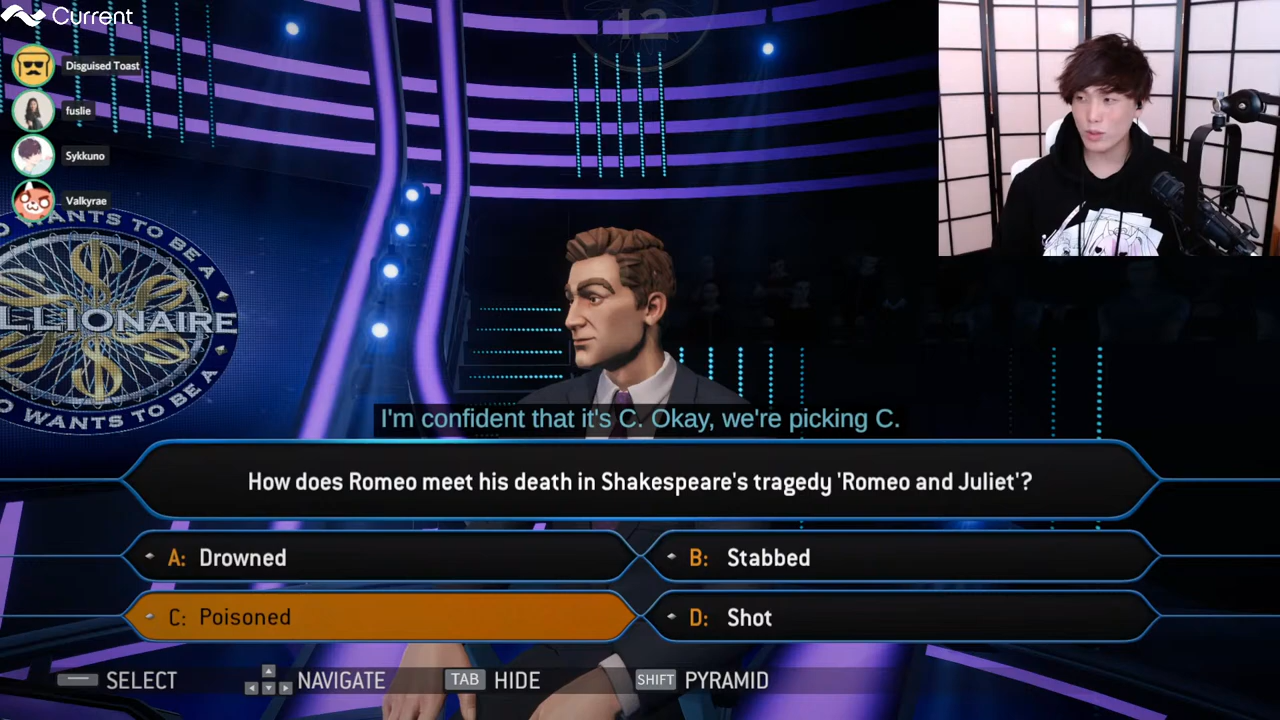 Current
12
Disguised Toast
fuslie
Sykkuno
Valkyrae
O WANTS TO BE A
LLIONAIRE
O WANTS TO BE A
I'm confident that it's C. Okay, we're picking C.
How does Romeo meet his death in Shakespeare's tragedy 'Romeo and Juliet'?
A: Drowned
B: Stabbed
C: Poisoned
D: Shot
SELECT
NAVIGATE
TAB HIDE
SHIFT PYRAMID